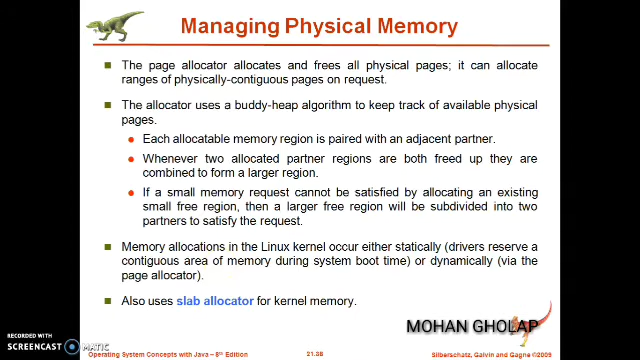 Managing Physical Memory
The page allocator allocates and frees all physical pages; it can allocate
ranges of physically-contiguous pages on request.
The allocator uses a buddy-heap algorithm to keep track of available physical
pages.
Each allocatable memory region is paired with an adjacent partner.
Whenever two allocated partner regions are both freed up they are
combined to form a larger region.
If a small memory request cannot be satisfied by allocating an existing
small free region, then a larger free region will be subdivided into two
partners to satisfy the request.
Memory allocations in the Linux kernel occur either statically (drivers reserve a
contiguous area of memory during system boot time) or dynamically (via the
page allocator).
Also uses slab allocator for kernel memory.
MOHAN GHOLAP
RECORDED WITH
SCREENCAST MATIC
Operating System Concepts with Java – 8th Edition
21.38
Silberschatz, Galvin and Gagne ©2009